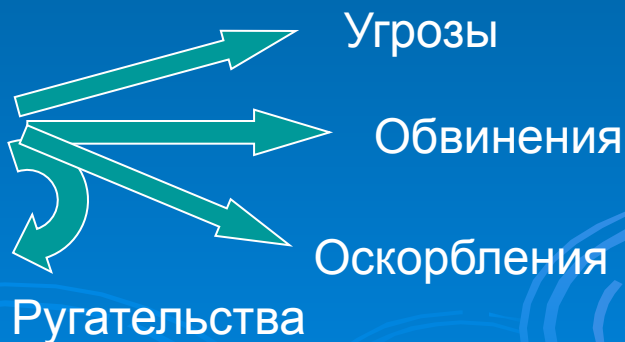 Угрозы
Обвинения
Оскорбления
Ругательства